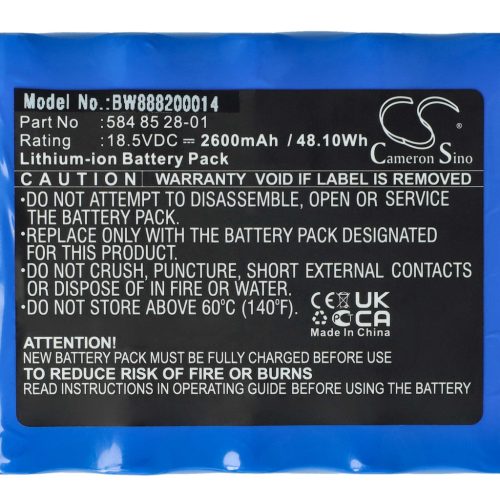 Model No.:BW888200014
Part No :584 85 28-01
Rating :18.5VDC ⎓ 2600mAh / 48.10Wh
Lithium-ion Battery Pack
CS
Cameron Sino
CAUTION WARRANTY VOID IF LABEL IS REMOVED.
•DO NOT ATTEMPT TO DISASSEMBLE, OPEN OR SERVICE
THE BATTERY PACK.
•REPLACE ONLY WITH THE BATTERY PACK DESIGNATED
FOR THIS PRODUCT.
•DO NOT CRUSH, PUNCTURE, SHORT EXTERNAL CONTACTS
OR DISPOSE OF IN FIRE OR WATER.
•DO NOT STORE ABOVE 60°C (140°F).
CE
UK
CA
ATTENTION!
NEW BATTERY PACK MUST BE FULLY CHARGED BEFORE USE
TO REDUCE RISK OF FIRE OR BURNS
READ INSTRUCTIONS IN OPERATING GUIDE BEFORE USING THE BATTERY